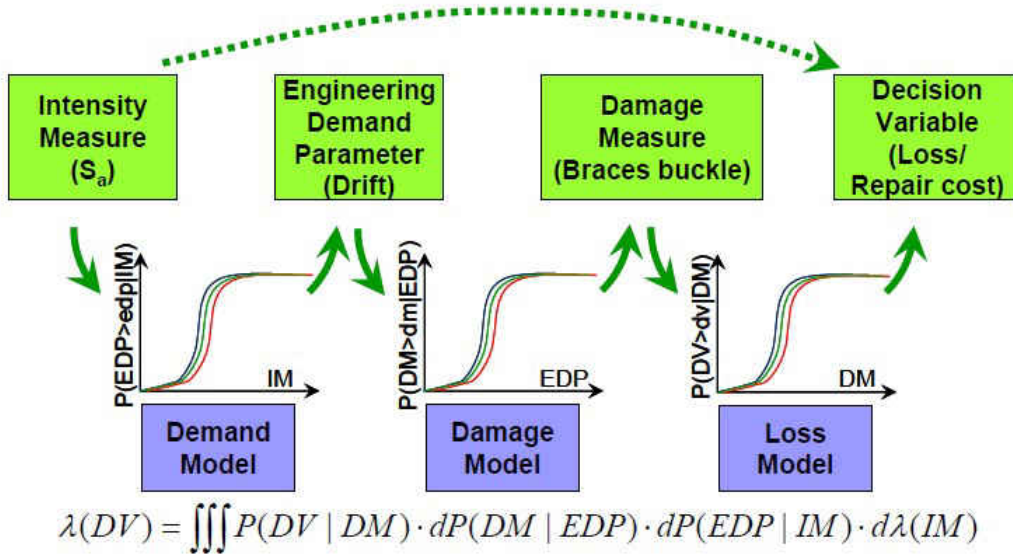 Intensity
Measure
(Sₐ)
Engineering
Demand
Parameter
(Drift)
Damage
Measure
(Braces buckle)
Decision
Variable
(Loss/
Repair cost)
P(EDP>edp|IM)
IM
P(DM>dm|EDP)
EDP
P(DV>dv|DM)
DM
Demand
Model
Damage
Model
Loss
Model
λ(DV) = ∭ P(DV | DM) · dP(DM | EDP) · dP(EDP | IM) · dλ(IM)